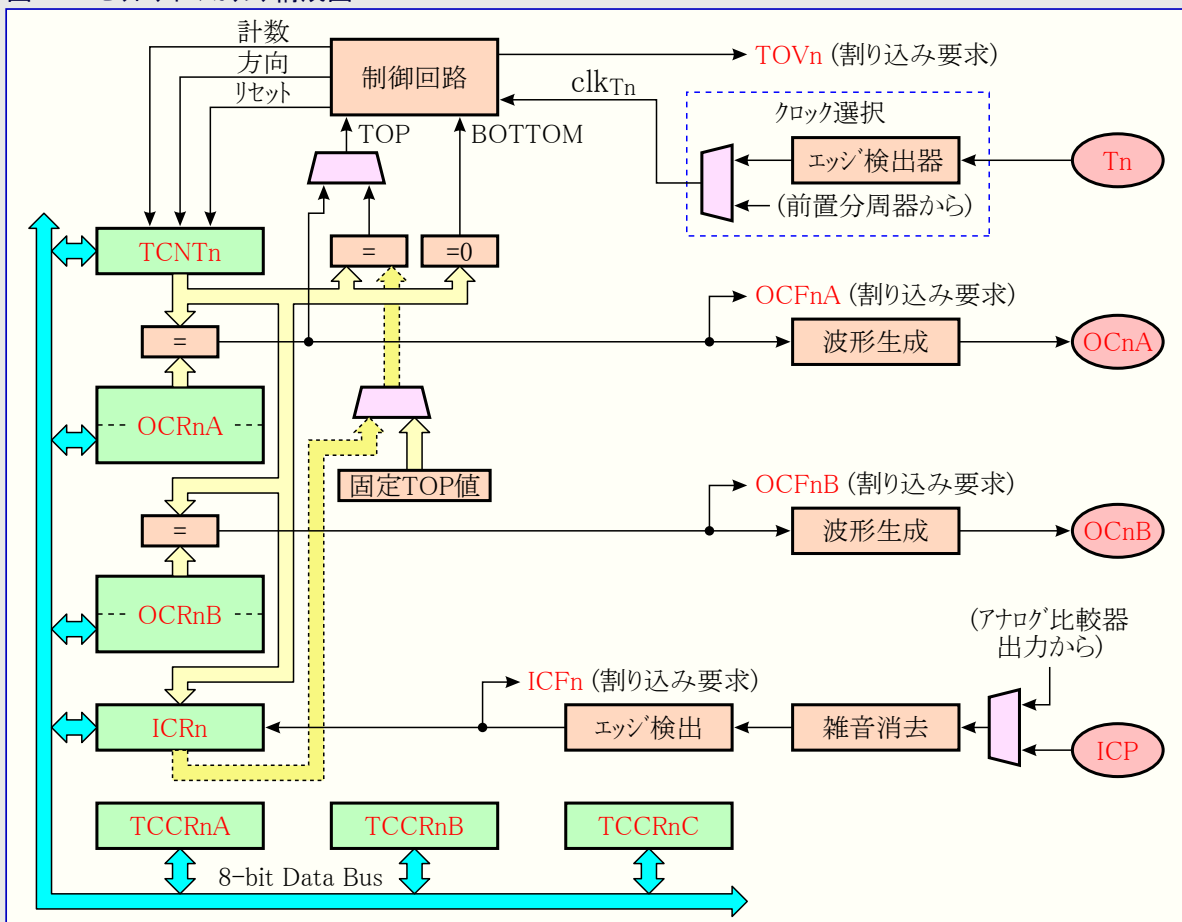 計数
方向
リセット
制御回路
TOVn (割り込み要求)
clkTn
TOP
BOTTOM
クロック選択
エッジ検出器
Tn
(前置分周器から)
TCNTn
=
=0
OCFnA (割り込み要求)
=
波形生成
OCnA
OCRnA
固定TOP値
OCFnB (割り込み要求)
=
波形生成
OCnB
OCRnB
(アナログ比較器
出力から)
ICFn (割り込み要求)
ICRn
エッジ検出
雑音消去
ICP
TCCRnA
TCCRnB
TCCRnC
8-bit Data Bus